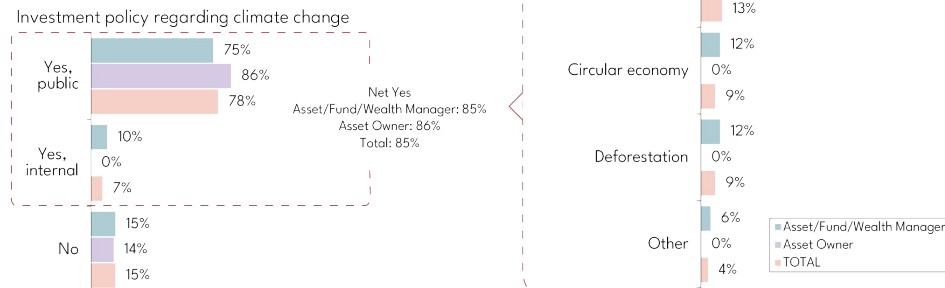 Investment policy regarding climate change
Yes,
public
75%
86%
78%
Yes,
internal
10%
0%
7%
No
15%
14%
15%
Net Yes
Asset/Fund/Wealth Manager: 85%
Asset Owner: 86%
Total: 85%
13%
Circular economy
12%
0%
9%
Deforestation
12%
0%
9%
Other
6%
0%
4%
Asset/Fund/Wealth Manager
Asset Owner
TOTAL